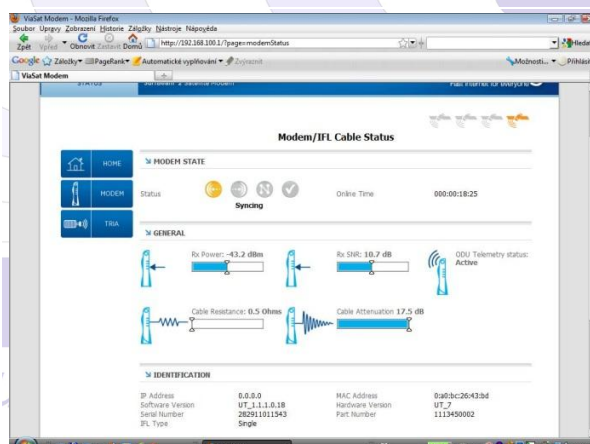 ViaSat Modem - Mozilla Firefox
Soubor Úpravy Zobrazení Historie Záložky Nástroje Nápověda
Zpět Vpřed Obnovit Zastavit Domů http://192.168.100.1/?page=modemStatus
Google Záložky PageRank Automatické vyplňování Zvýraznit Možnosti...
ViaSat Modem
STATUS
Fast Internet for Everyone
Modem/IFL Cable Status
HOME
MODEM
TRIA
MODEM STATE
Status
Syncing
Online Time 000:00:18:25
GENERAL
Rx Power: -43.2 dBm
Rx SNR: 10.7 dB
ODU Telemetry status:
Active
Cable Resistance: 0.5 Ohms
Cable Attenuation 17.5 dB
IDENTIFICATION
IP Address 0.0.0.0 MAC Address 0:a0:bc:26:43:bd
Software Version UT_1.1.1.0.18 Hardware Version UT_7
Serial Number 282911011543 Part Number 1113450002
IFL Type Single